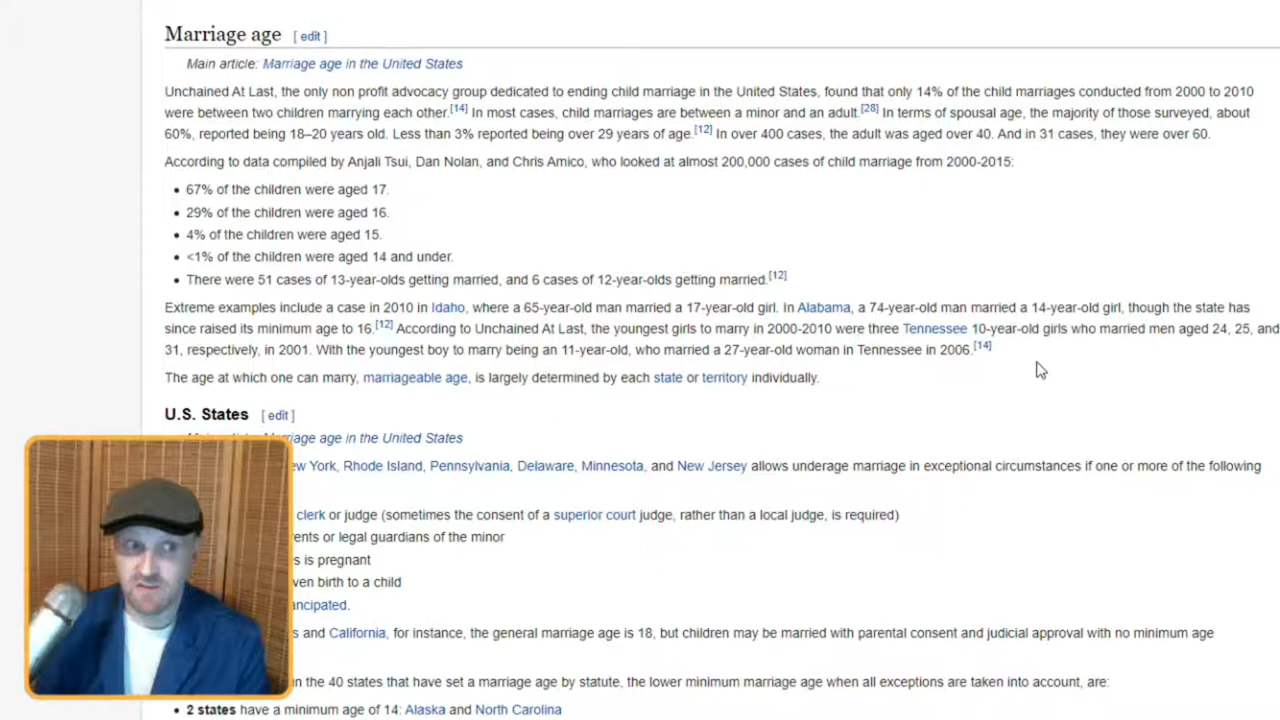 Marriage age [ edit ]
Main article: Marriage age in the United States
Unchained At Last, the only non profit advocacy group dedicated to ending child marriage in the United States, found that only 14% of the child marriages conducted from 2000 to 2010
were between two children marrying each other.[14] In most cases, child marriages are between a minor and an adult.[28] In terms of spousal age, the majority of those surveyed, about
60%, reported being 18–20 years old. Less than 3% reported being over 29 years of age.[12] In over 400 cases, the adult was aged over 40. And in 31 cases, they were over 60.
According to data compiled by Anjali Tsui, Dan Nolan, and Chris Amico, who looked at almost 200,000 cases of child marriage from 2000-2015:
• 67% of the children were aged 17.
• 29% of the children were aged 16.
• 4% of the children were aged 15.
• <1% of the children were aged 14 and under.
• There were 51 cases of 13-year-olds getting married, and 6 cases of 12-year-olds getting married.[12]
Extreme examples include a case in 2010 in Idaho, where a 65-year-old man married a 17-year-old girl. In Alabama, a 74-year-old man married a 14-year-old girl, though the state has
since raised its minimum age to 16.[12] According to Unchained At Last, the youngest girls to marry in 2000-2010 were three Tennessee 10-year-old girls who married men aged 24, 25, and
31, respectively, in 2001. With the youngest boy to marry being an 11-year-old, who married a 27-year-old woman in Tennessee in 2006.[14]
The age at which one can marry, marriageable age, is largely determined by each state or territory individually.
U.S. States [ edit ]
age in the United States
York, Rhode Island, Pennsylvania, Delaware, Minnesota, and New Jersey allows underage marriage in exceptional circumstances if one or more of the following
clerk or judge (sometimes the consent of a superior court judge, rather than a local judge, is required)
or legal guardians of the minor
is pregnant
birth to a child
and California, for instance, the general marriage age is 18, but children may be married with parental consent and judicial approval with no minimum age
the 40 states that have set a marriage age by statute, the lower minimum marriage age when all exceptions are taken into account, are:
• 2 states have a minimum age of 14: Alaska and North Carolina